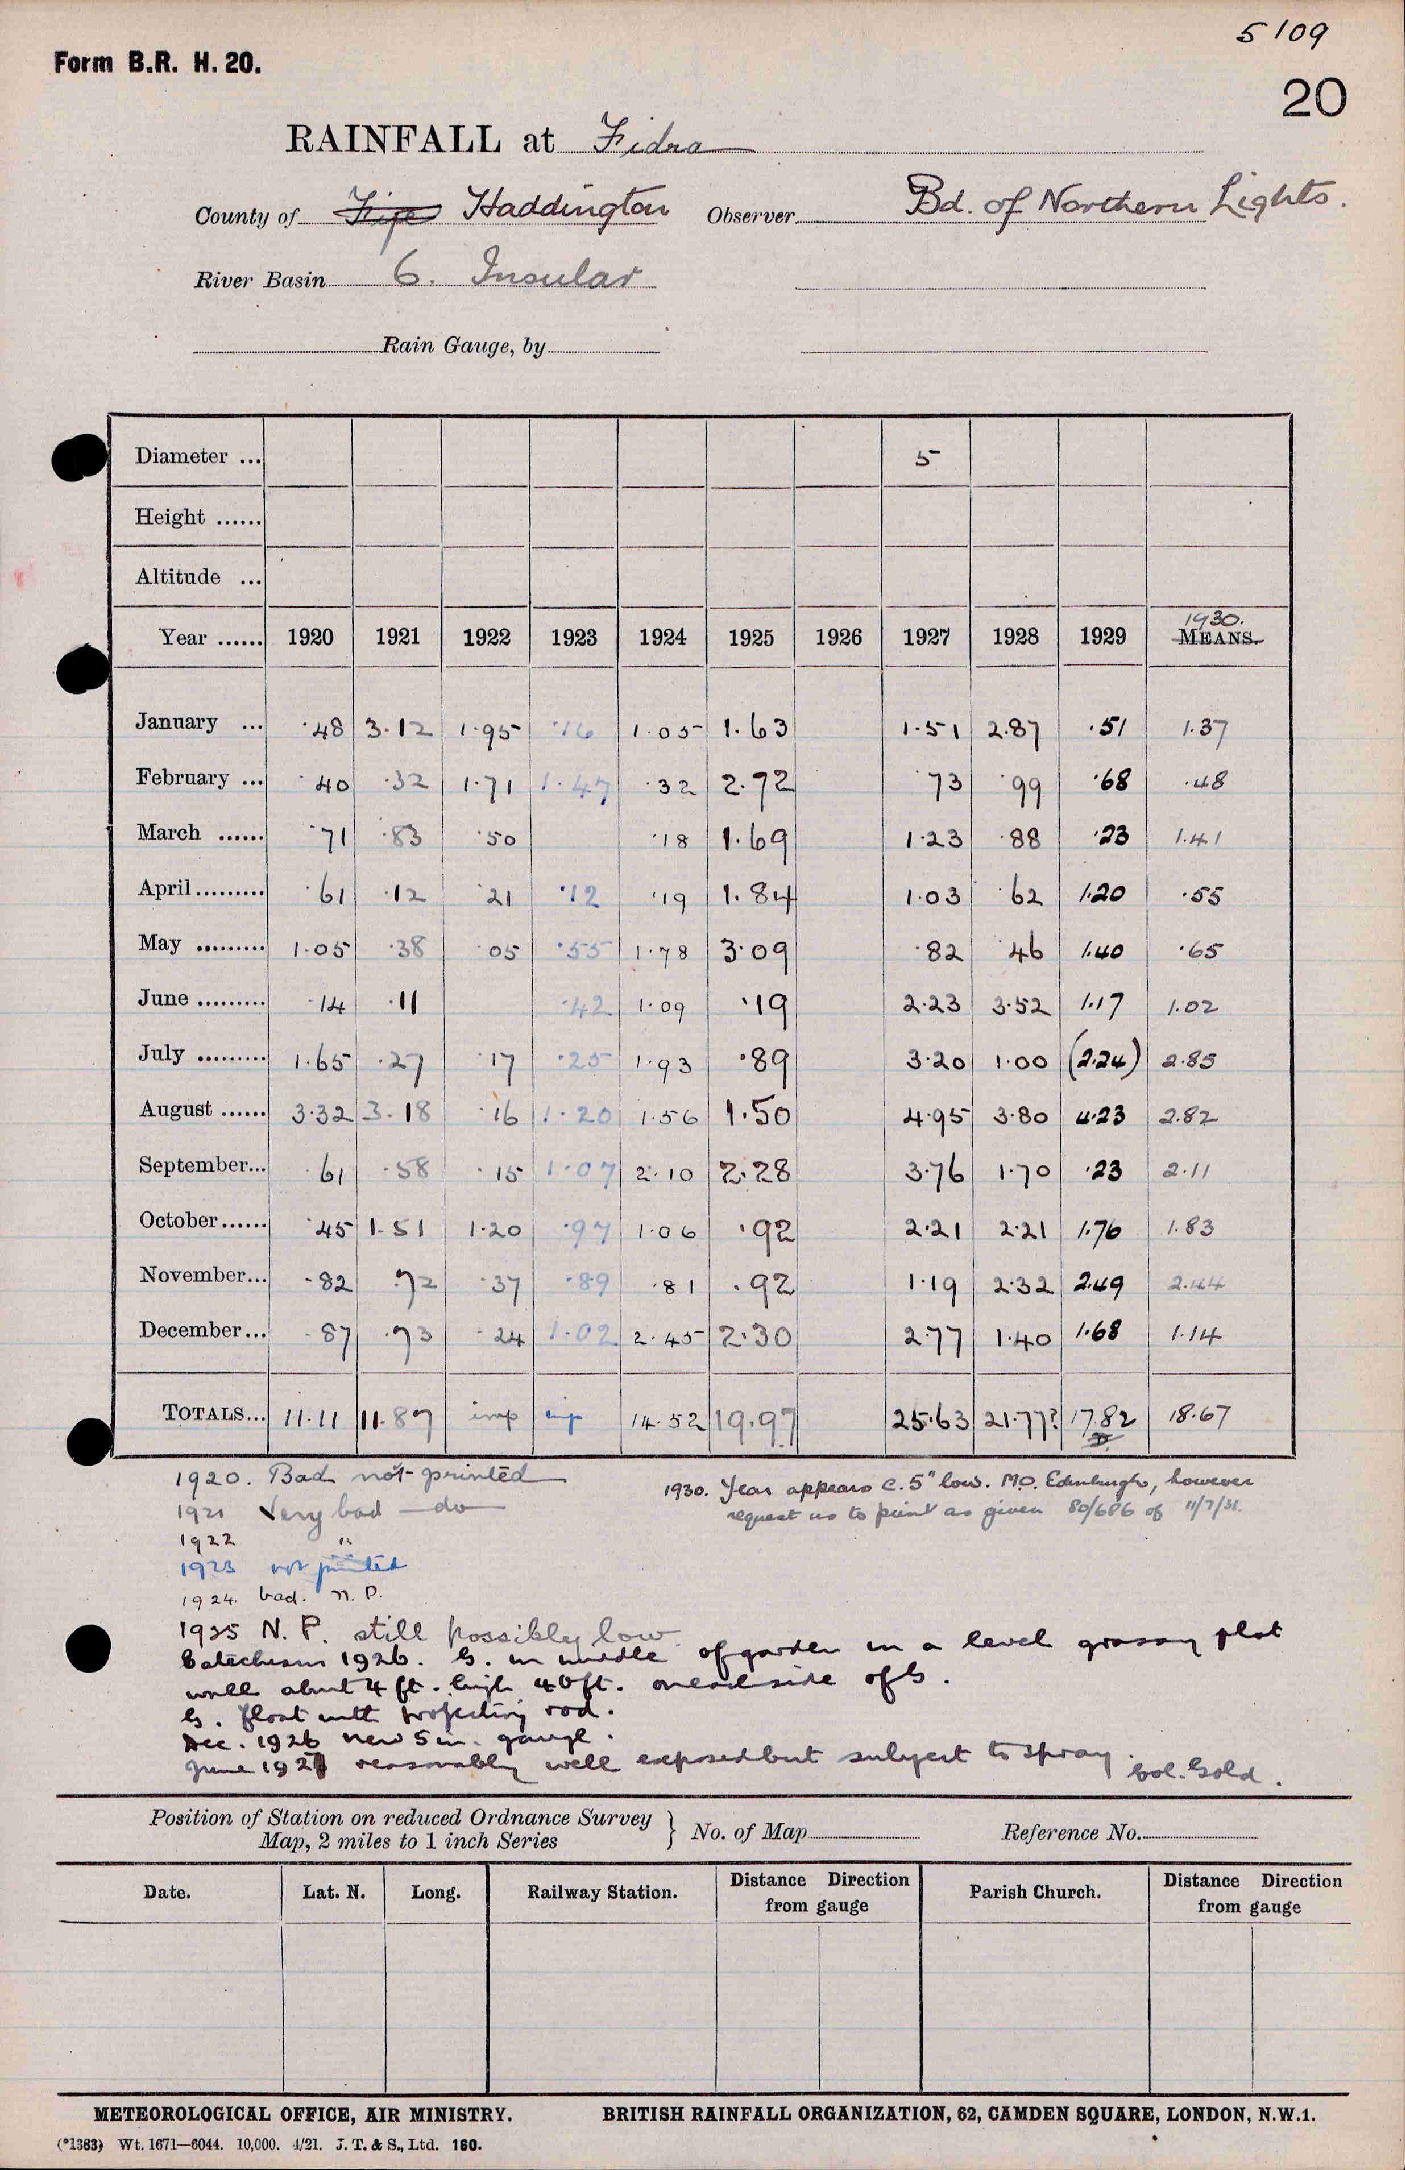 5109
Form B.R. H. 20.
20
RAINFALL at Fidra
County of Fife Haddington Observer Bd. of Northern Lights.
River Basin 6. Insular
Rain Gauge, by
Diameter ... 5
Height ......
Altitude ...
Year ...... 1920 1921 1922 1923 1924 1925 1926 1927 1928 1929 1930. MEANS.
January ... ·48 3·12 1·95 ·16 1·05 1·63 1·51 2·87 ·51 1·37
February ... ·40 ·32 1·71 1·47 ·32 2·72 ·73 ·99 ·68 ·48
March ...... ·71 ·83 ·50 ·18 1·69 1·23 ·88 ·23 1·41
April ......... ·61 ·12 ·21 ·12 ·19 1·84 1·03 ·62 1·20 ·55
May ......... 1·05 ·38 ·05 ·55 1·78 3·09 ·82 ·46 1·40 ·65
June ......... ·14 ·11 ·42 1·09 ·19 2·23 3·52 1·17 1·02
July ......... 1·65 ·27 ·17 ·25 1·93 ·89 3·20 1·00 (2·24) 2·85
August ...... 3·32 3·18 ·16 1·20 1·56 1·50 4·95 3·80 4·23 2·82
September... ·61 ·58 ·15 1·07 2·10 2·28 3·76 1·70 ·23 2·11
October ...... ·45 1·51 1·20 ·97 1·06 ·92 2·21 2·21 1·76 1·83
November... ·82 ·72 ·37 ·89 ·81 ·92 1·19 2·32 2·49 2·44
December ... ·87 ·73 ·24 1·02 2·45 2·30 2·77 1·40 1·68 1·14
TOTALS... 11·11 11·87 imp imp 14·52 19·97 25·63 21·77? 17·82 18·67
1920. Bad not printed
1921 Very bad — do —
1922 "
1923 not printed
1924. bad. N. P.
1930. Year appears c. 5" low. M.O. Edinburgh, however
request us to print as given 80/686 of 11/7/31.
1925 N. P. still possibly low.
Catechism 1926. G. in middle of garden in a level grassy plot
wall about 4 ft. high 40 ft. on each side of G.
G. float with projecting rod.
Dec. 1926 new 5 in. gauge.
June 1927 reasonably well exposed but subject to spray. Col. Gold.
Position of Station on reduced Ordnance Survey
Map, 2 miles to 1 inch Series } No. of Map Reference No.
Date. Lat. N. Long. Railway Station. Distance Direction from gauge Parish Church. Distance Direction from gauge
METEOROLOGICAL OFFICE, AIR MINISTRY. BRITISH RAINFALL ORGANIZATION, 62, CAMDEN SQUARE, LONDON, N.W.1.
(*1383) Wt. 1671—6044. 10,000. 4/21. J. T. & S., Ltd. 160.